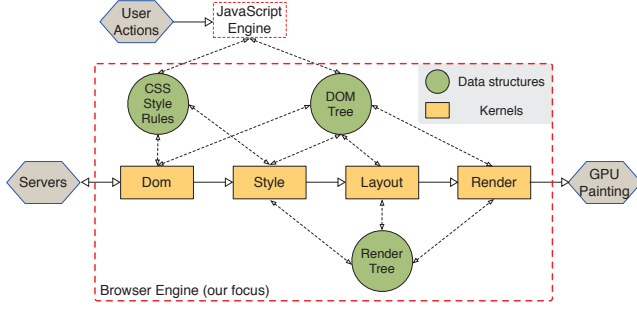 User
Actions
JavaScript
Engine
CSS
Style
Rules
DOM
Tree
Data structures
Kernels
Servers
Dom
Style
Layout
Render
GPU
Painting
Render
Tree
Browser Engine (our focus)